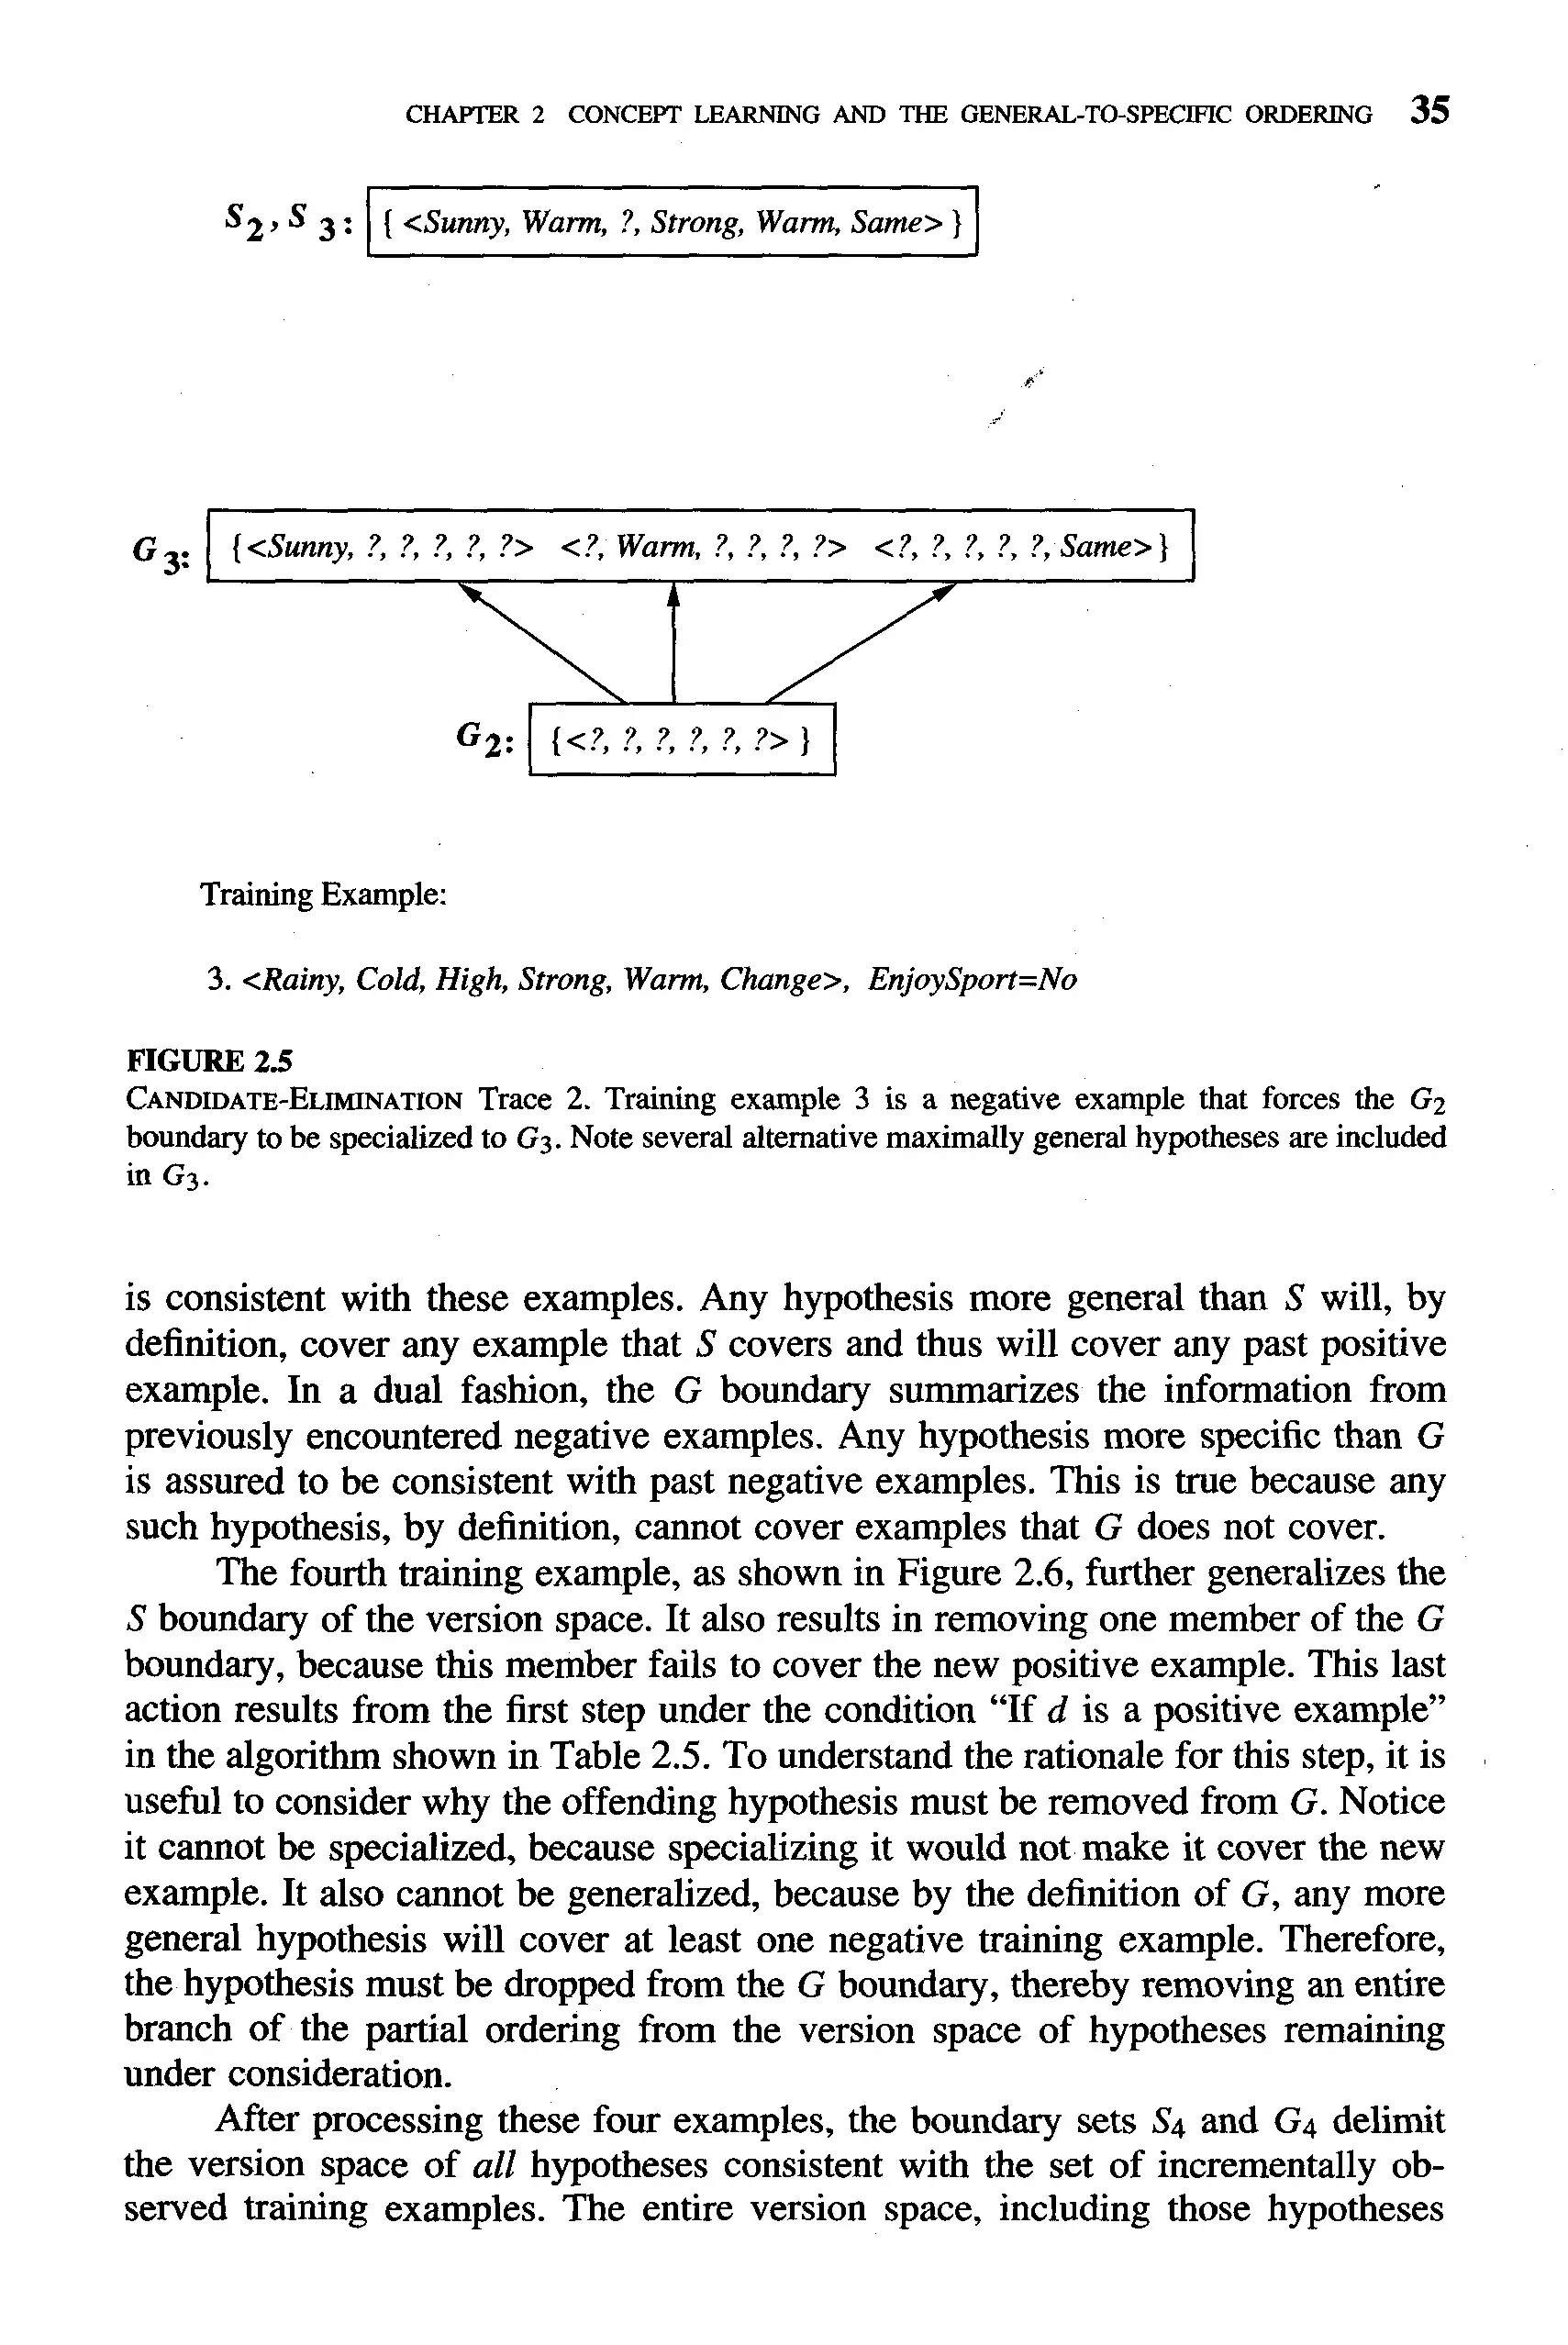 CHAPTER 2 CONCEPT LEARNING AND THE GENERAL-TO-SPECIFIC ORDERING 35
S2, S3: { <Sunny, Warm, ?, Strong, Warm, Same> }
G3: {<Sunny, ?, ?, ?, ?, ?> <?, Warm, ?, ?, ?, ?> <?, ?, ?, ?, ?, Same>}
G2: {<?, ?, ?, ?, ?, ?> }
Training Example:
3. <Rainy, Cold, High, Strong, Warm, Change>, EnjoySport=No
FIGURE 2.5
CANDIDATE-ELIMINATION Trace 2. Training example 3 is a negative example that forces the G2
boundary to be specialized to G3. Note several alternative maximally general hypotheses are included
in G3.
is consistent with these examples. Any hypothesis more general than S will, by
definition, cover any example that S covers and thus will cover any past positive
example. In a dual fashion, the G boundary summarizes the information from
previously encountered negative examples. Any hypothesis more specific than G
is assured to be consistent with past negative examples. This is true because any
such hypothesis, by definition, cannot cover examples that G does not cover.
The fourth training example, as shown in Figure 2.6, further generalizes the
S boundary of the version space. It also results in removing one member of the G
boundary, because this member fails to cover the new positive example. This last
action results from the first step under the condition “If d is a positive example”
in the algorithm shown in Table 2.5. To understand the rationale for this step, it is
useful to consider why the offending hypothesis must be removed from G. Notice
it cannot be specialized, because specializing it would not make it cover the new
example. It also cannot be generalized, because by the definition of G, any more
general hypothesis will cover at least one negative training example. Therefore,
the hypothesis must be dropped from the G boundary, thereby removing an entire
branch of the partial ordering from the version space of hypotheses remaining
under consideration.
After processing these four examples, the boundary sets S4 and G4 delimit
the version space of all hypotheses consistent with the set of incrementally ob-
served training examples. The entire version space, including those hypotheses